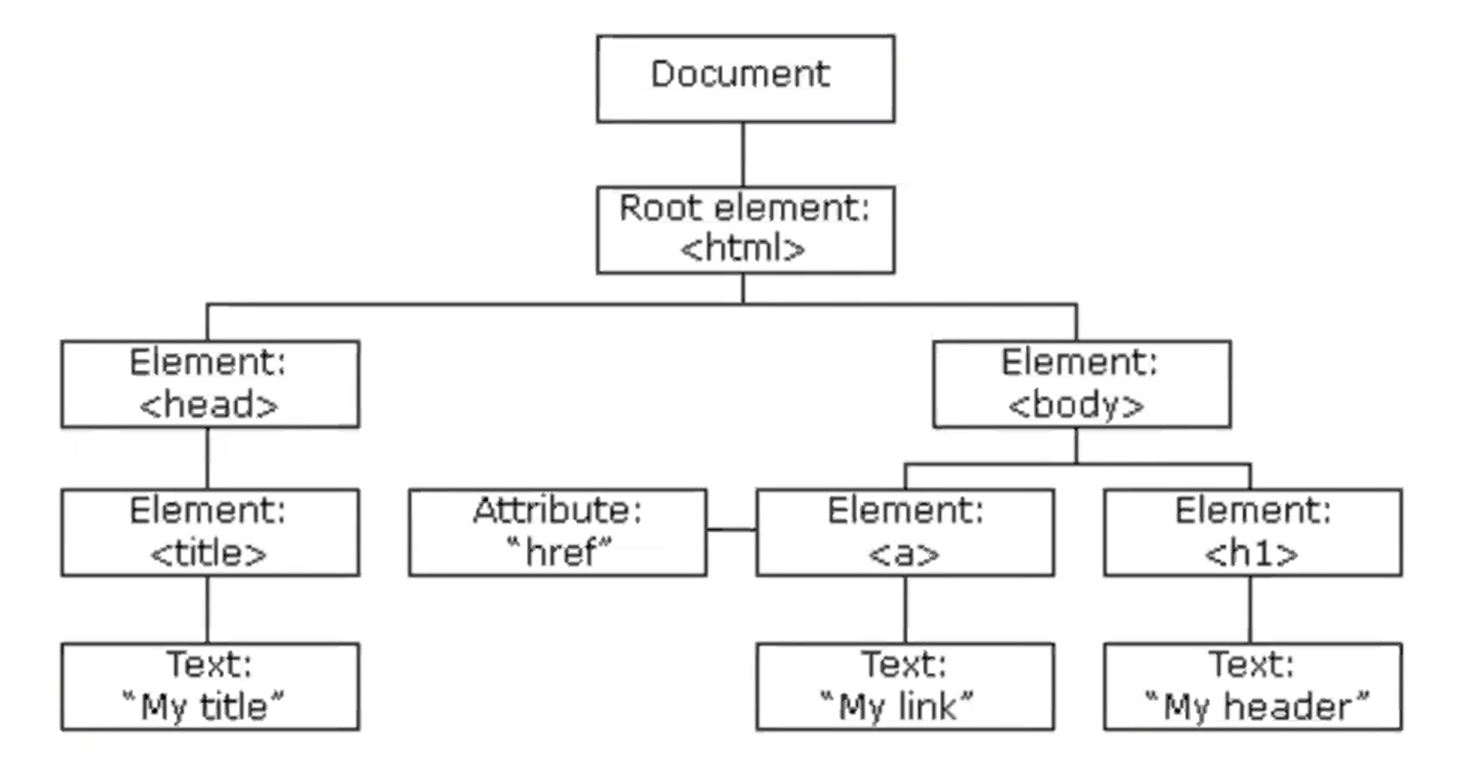 Document
Root element:
<html>
Element:
<head>
Element:
<body>
Element:
<title>
Attribute:
“href”
Element:
<a>
Element:
<h1>
Text:
“My title”
Text:
“My link”
Text:
“My header”